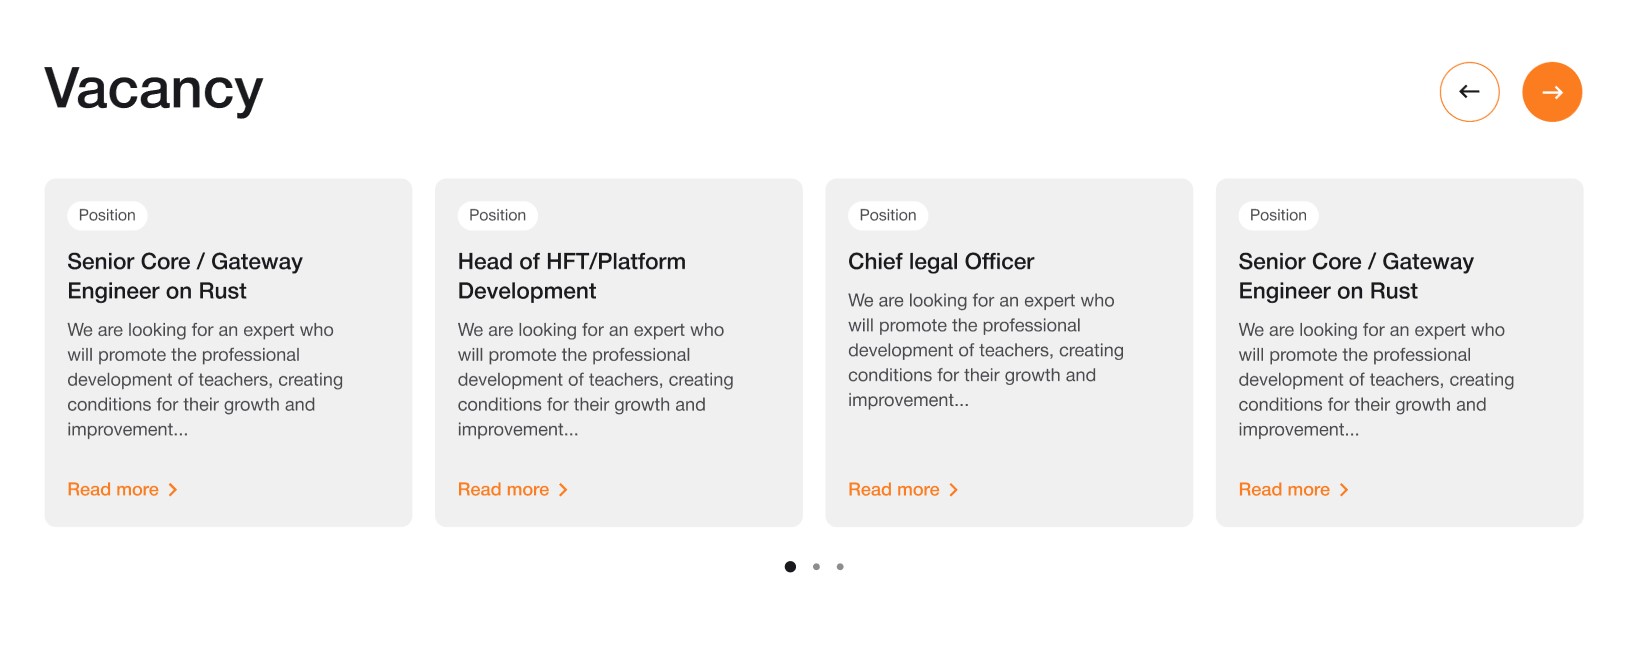 Vacancy
Position
Senior Core / Gateway
Engineer on Rust
We are looking for an expert who
will promote the professional
development of teachers, creating
conditions for their growth and
improvement...
Read more
Position
Head of HFT/Platform
Development
We are looking for an expert who
will promote the professional
development of teachers, creating
conditions for their growth and
improvement...
Read more
Position
Chief legal Officer
We are looking for an expert who
will promote the professional
development of teachers, creating
conditions for their growth and
improvement...
Read more
Position
Senior Core / Gateway
Engineer on Rust
We are looking for an expert who
will promote the professional
development of teachers, creating
conditions for their growth and
improvement...
Read more